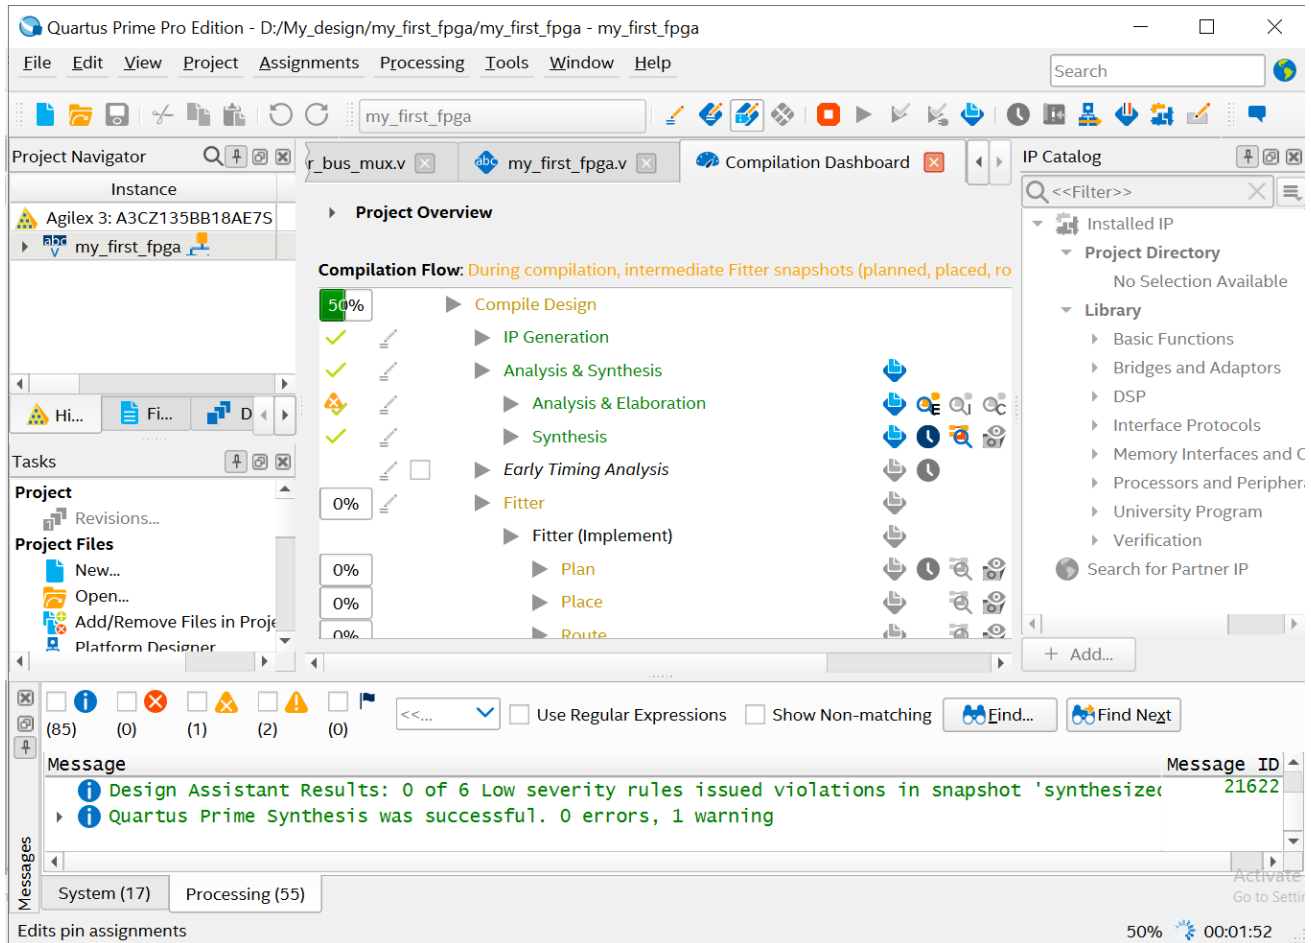 Quartus Prime Pro Edition - D:/My_design/my_first_fpga/my_first_fpga - my_first_fpga
File Edit View Project Assignments Processing Tools Window Help
Search
my_first_fpga
Project Navigator
Instance
Agilex 3: A3CZ135BB18AE7S
my_first_fpga
Hi...
Fi...
D
Tasks
Project
Revisions...
Project Files
New...
Open...
Add/Remove Files in Proje
Platform Designer
r_bus_mux.v
my_first_fpga.v
Compilation Dashboard
Project Overview
Compilation Flow: During compilation, intermediate Fitter snapshots (planned, placed, ro
50% Compile Design
IP Generation
Analysis & Synthesis
Analysis & Elaboration
Synthesis
Early Timing Analysis
0% Fitter
Fitter (Implement)
0% Plan
0% Place
0% Route
IP Catalog
<<Filter>>
Installed IP
Project Directory
No Selection Available
Library
Basic Functions
Bridges and Adaptors
DSP
Interface Protocols
Memory Interfaces and C
Processors and Periphera
University Program
Verification
Search for Partner IP
+ Add...
(85) (0) (1) (2) (0)
<<...
Use Regular Expressions
Show Non-matching
Find...
Find Next
Message Message ID
Design Assistant Results: 0 of 6 Low severity rules issued violations in snapshot 'synthesized 21622
Quartus Prime Synthesis was successful. 0 errors, 1 warning
Messages
System (17)
Processing (55)
Activate
Go to Settin
Edits pin assignments
50% 00:01:52